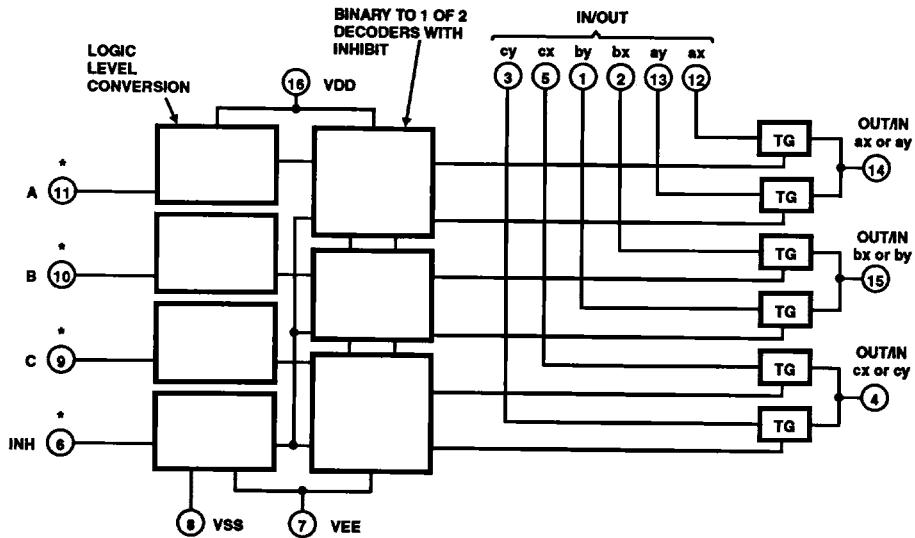 BINARY TO 1 OF 2
DECODERS WITH
INHIBIT
IN/OUT
LOGIC
LEVEL
CONVERSION
cy cx by bx ay ax
3 5 1 2 13 12
16 VDD
TG
OUT/IN
ax or ay
14
*
A 11
TG
*
B 10
TG
OUT/IN
bx or by
15
TG
*
C 9
TG
OUT/IN
cx or cy
4
*
INH 6
TG
8 VSS
7 VEE